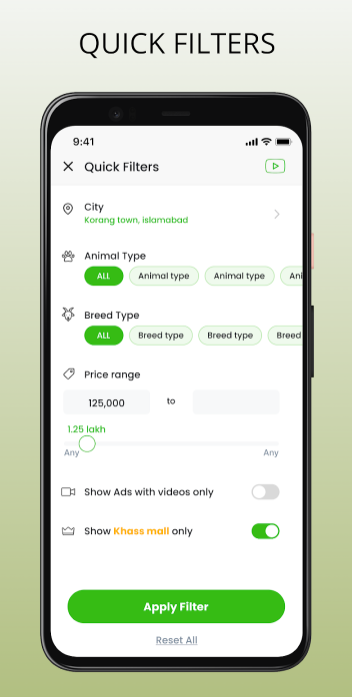 QUICK FILTERS
9:41
Quick Filters
City
Korang town, islamabad
Animal Type
ALL Animal type Animal type Ani
Breed Type
ALL Breed type Breed type Breed
Price range
125,000 to
1.25 lakh
Any Any
Show Ads with videos only
Show Khass mall only
Apply Filter
Reset All